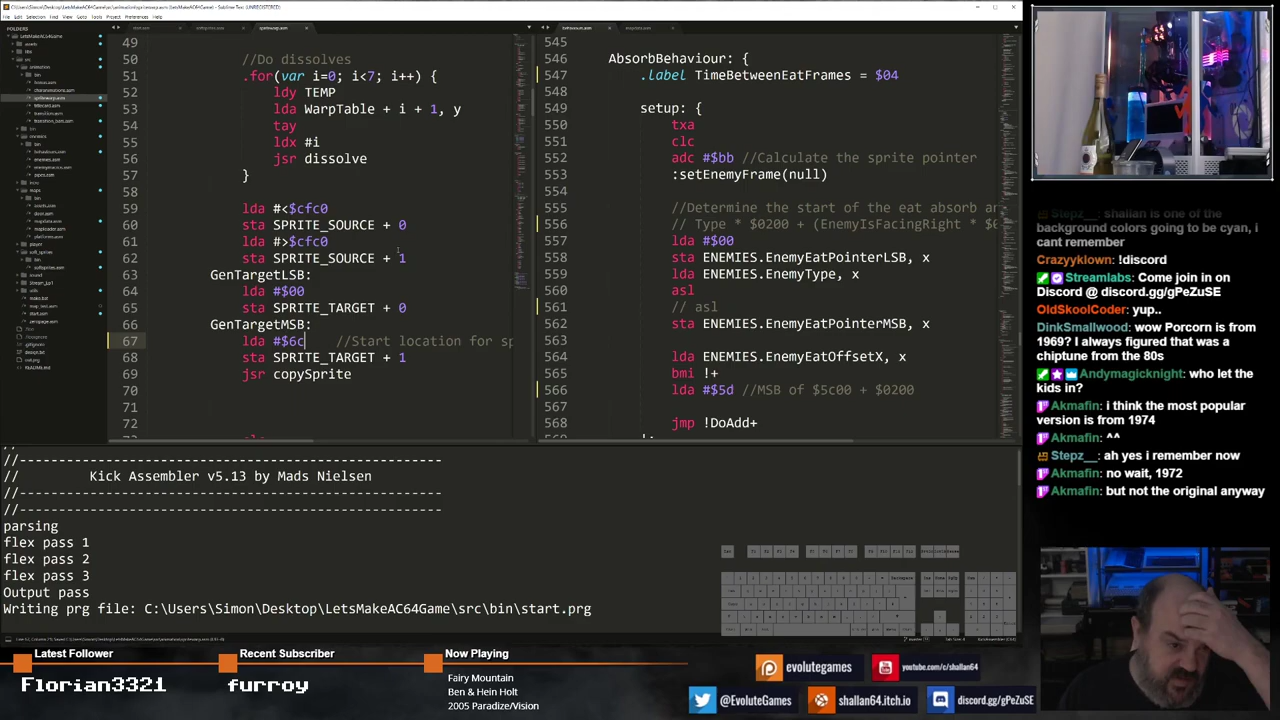 FOLDERS
49
50 //Do dissolves
51 .for(var i=0; i<7; i++) {
52 ldy TEMP
53 lda WarpTable + i + 1, y
54 tay
55 ldx #i
56 jsr dissolve
57 }
58
59 lda #<$cfc0
60 sta SPRITE_SOURCE + 0
61 lda #>$cfc0
62 sta SPRITE_SOURCE + 1
63 GenTargetLSB:
64 lda #$00
65 sta SPRITE_TARGET + 0
66 GenTargetMSB:
67 lda #$6c //Start location for sp
68 sta SPRITE_TARGET + 1
69 jsr copySprite
70
71
545
546 AbsorbBehaviour: {
547 .label TimeBetweenEatFrames = $04
548
549 setup: {
550 txa
551 clc
552 adc #$bb //Calculate the sprite pointer
553 :setEnemyFrame(null)
554
555 //Determine the start of the eat absorb an
556 // Type * $0200 + (EnemyIsFacingRight * $0
557 lda #$00
558 sta ENEMIES.EnemyEatPointerLSB, x
559 lda ENEMIES.EnemyType, x
560 asl
561 // asl
562 sta ENEMIES.EnemyEatPointerMSB, x
563
564 lda ENEMIES.EnemyEatOffsetX, x
565 bmi !+
566 lda #$5d //MSB of $5c00 + $0200
567
568 jmp !DoAdd+
//--------------------------------------------------
// Kick Assembler v5.13 by Mads Nielsen
//--------------------------------------------------
parsing
flex pass 1
flex pass 2
flex pass 3
Output pass
Writing prg file: C:\Users\Simon\Desktop\LetsMakeAC64Game\src\bin\start.prg
Stepz__: shallan is one of the
background colors going to be cyan, i
cant remember
Crazyyklown: !discord
Streamlabs: Come join in on
Discord @ discord.gg/gPeZuSE
OldSkoolCoder: yup..
DinkSmallwood: wow Porcorn is from
1969? I always figured that was a
chiptune from the 80s
Andymagicknight: who let the
kids in?
Akmafin: i think the most popular
version is from 1974
Akmafin: ^^
Stepz__: ah yes i remember now
Akmafin: no wait, 1972
Akmafin: but not the original anyway
Latest Follower
Florian3321
Recent Subscriber
furroy
Now Playing
Fairy Mountain
Ben & Hein Holt
2005 Paradize/Vision
evolutegames
youtube.com/c/shallan64
@EvoluteGames
shallan64.itch.io
discord.gg/gPeZuSE